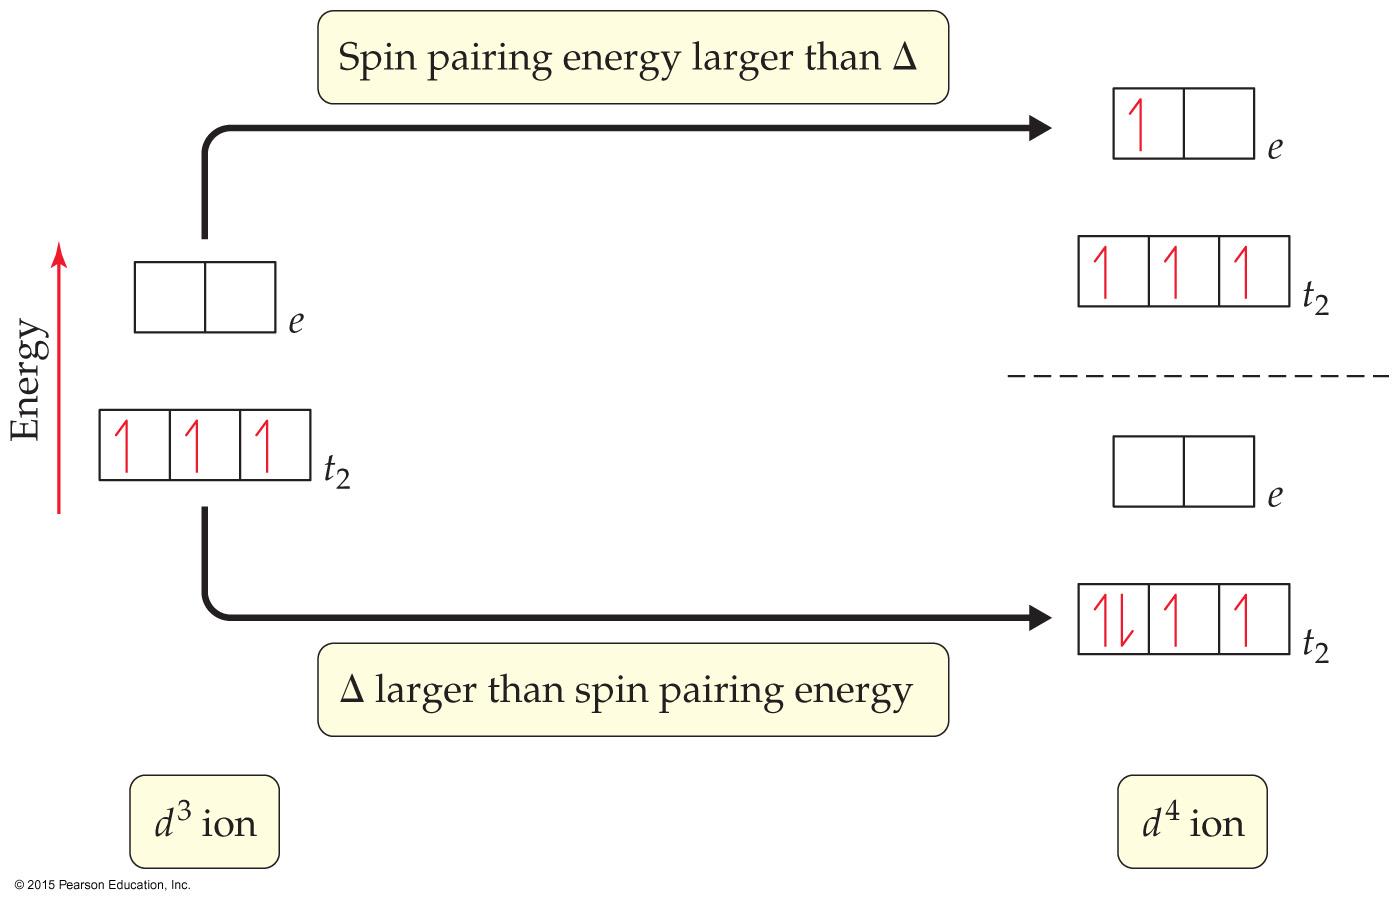 Spin pairing energy larger than Δ
e
t₂
Energy
e
t₂
e
t₂
Δ larger than spin pairing energy
d³ ion
d⁴ ion
© 2015 Pearson Education, Inc.